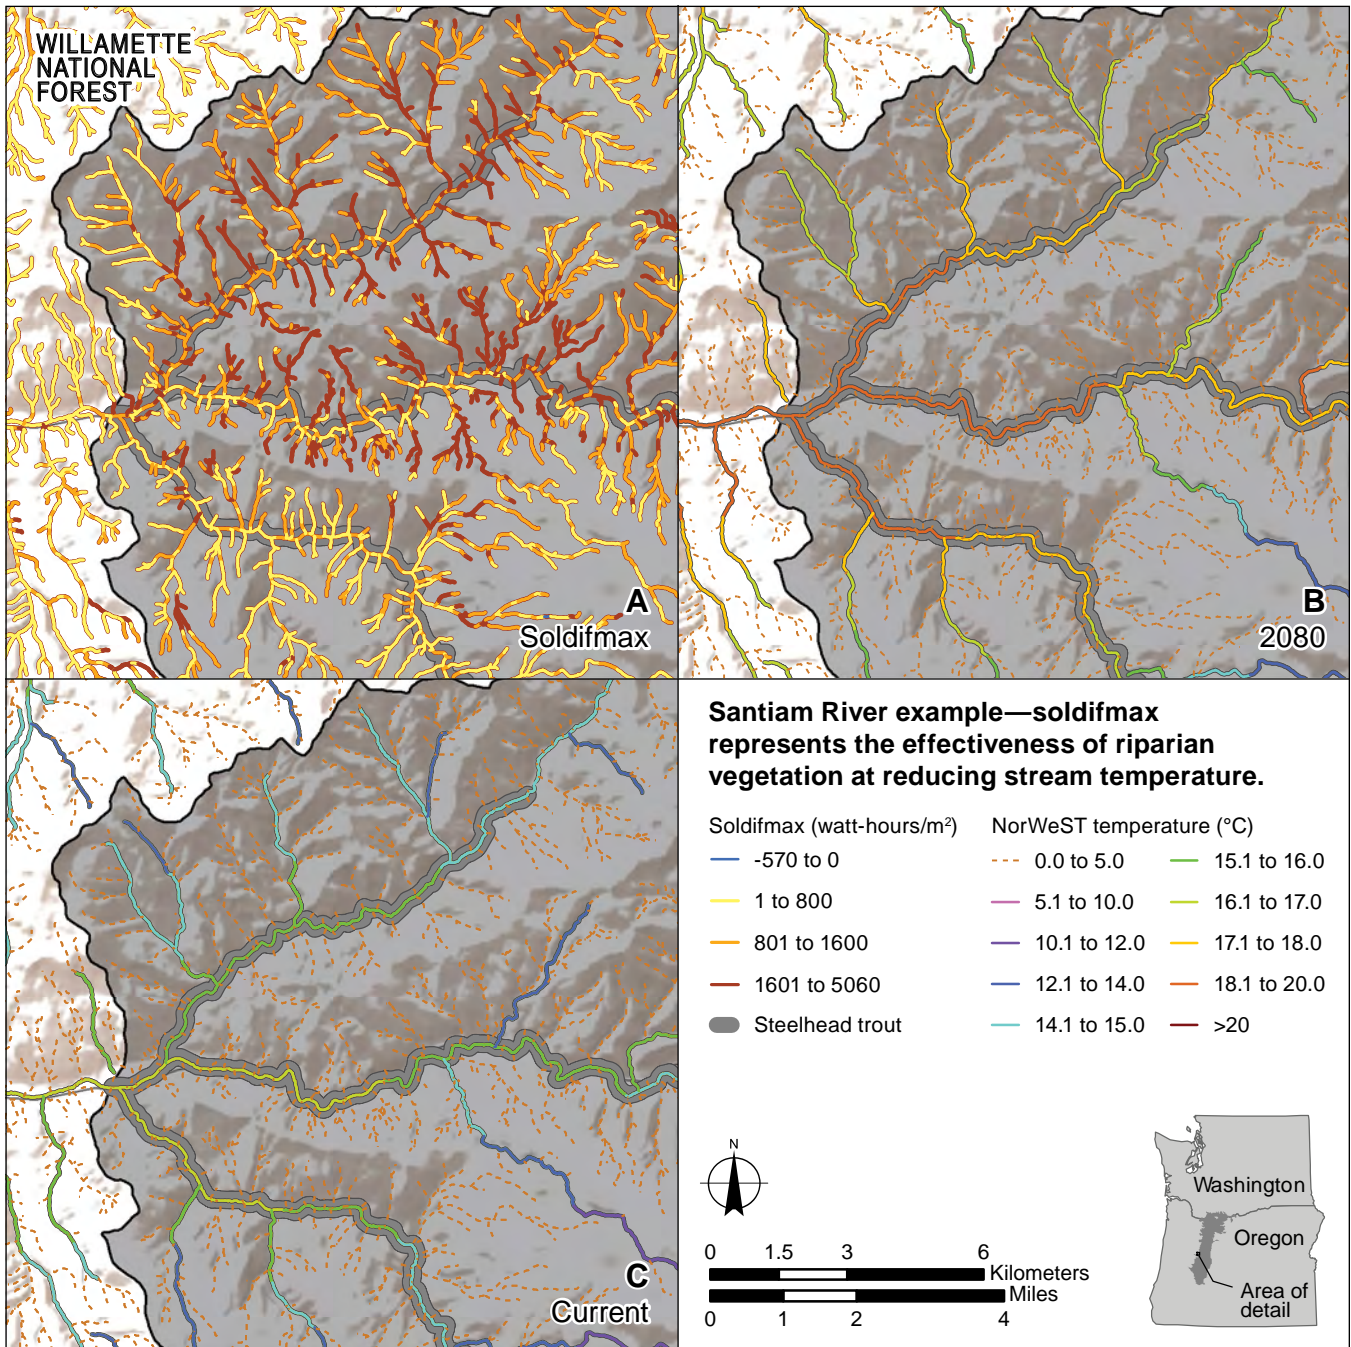 WILLAMETTE
NATIONAL
FOREST
A
Soldifmax
B
2080
C
Current
Santiam River example—soldifmax
represents the effectiveness of riparian
vegetation at reducing stream temperature.
Soldifmax (watt-hours/m²)
-570 to 0
1 to 800
801 to 1600
1601 to 5060
Steelhead trout
NorWeST temperature (°C)
0.0 to 5.0
5.1 to 10.0
10.1 to 12.0
12.1 to 14.0
14.1 to 15.0
15.1 to 16.0
16.1 to 17.0
17.1 to 18.0
18.1 to 20.0
>20
N
0 1.5 3 6
Kilometers
Miles
0 1 2 4
Washington
Oregon
Area of
detail